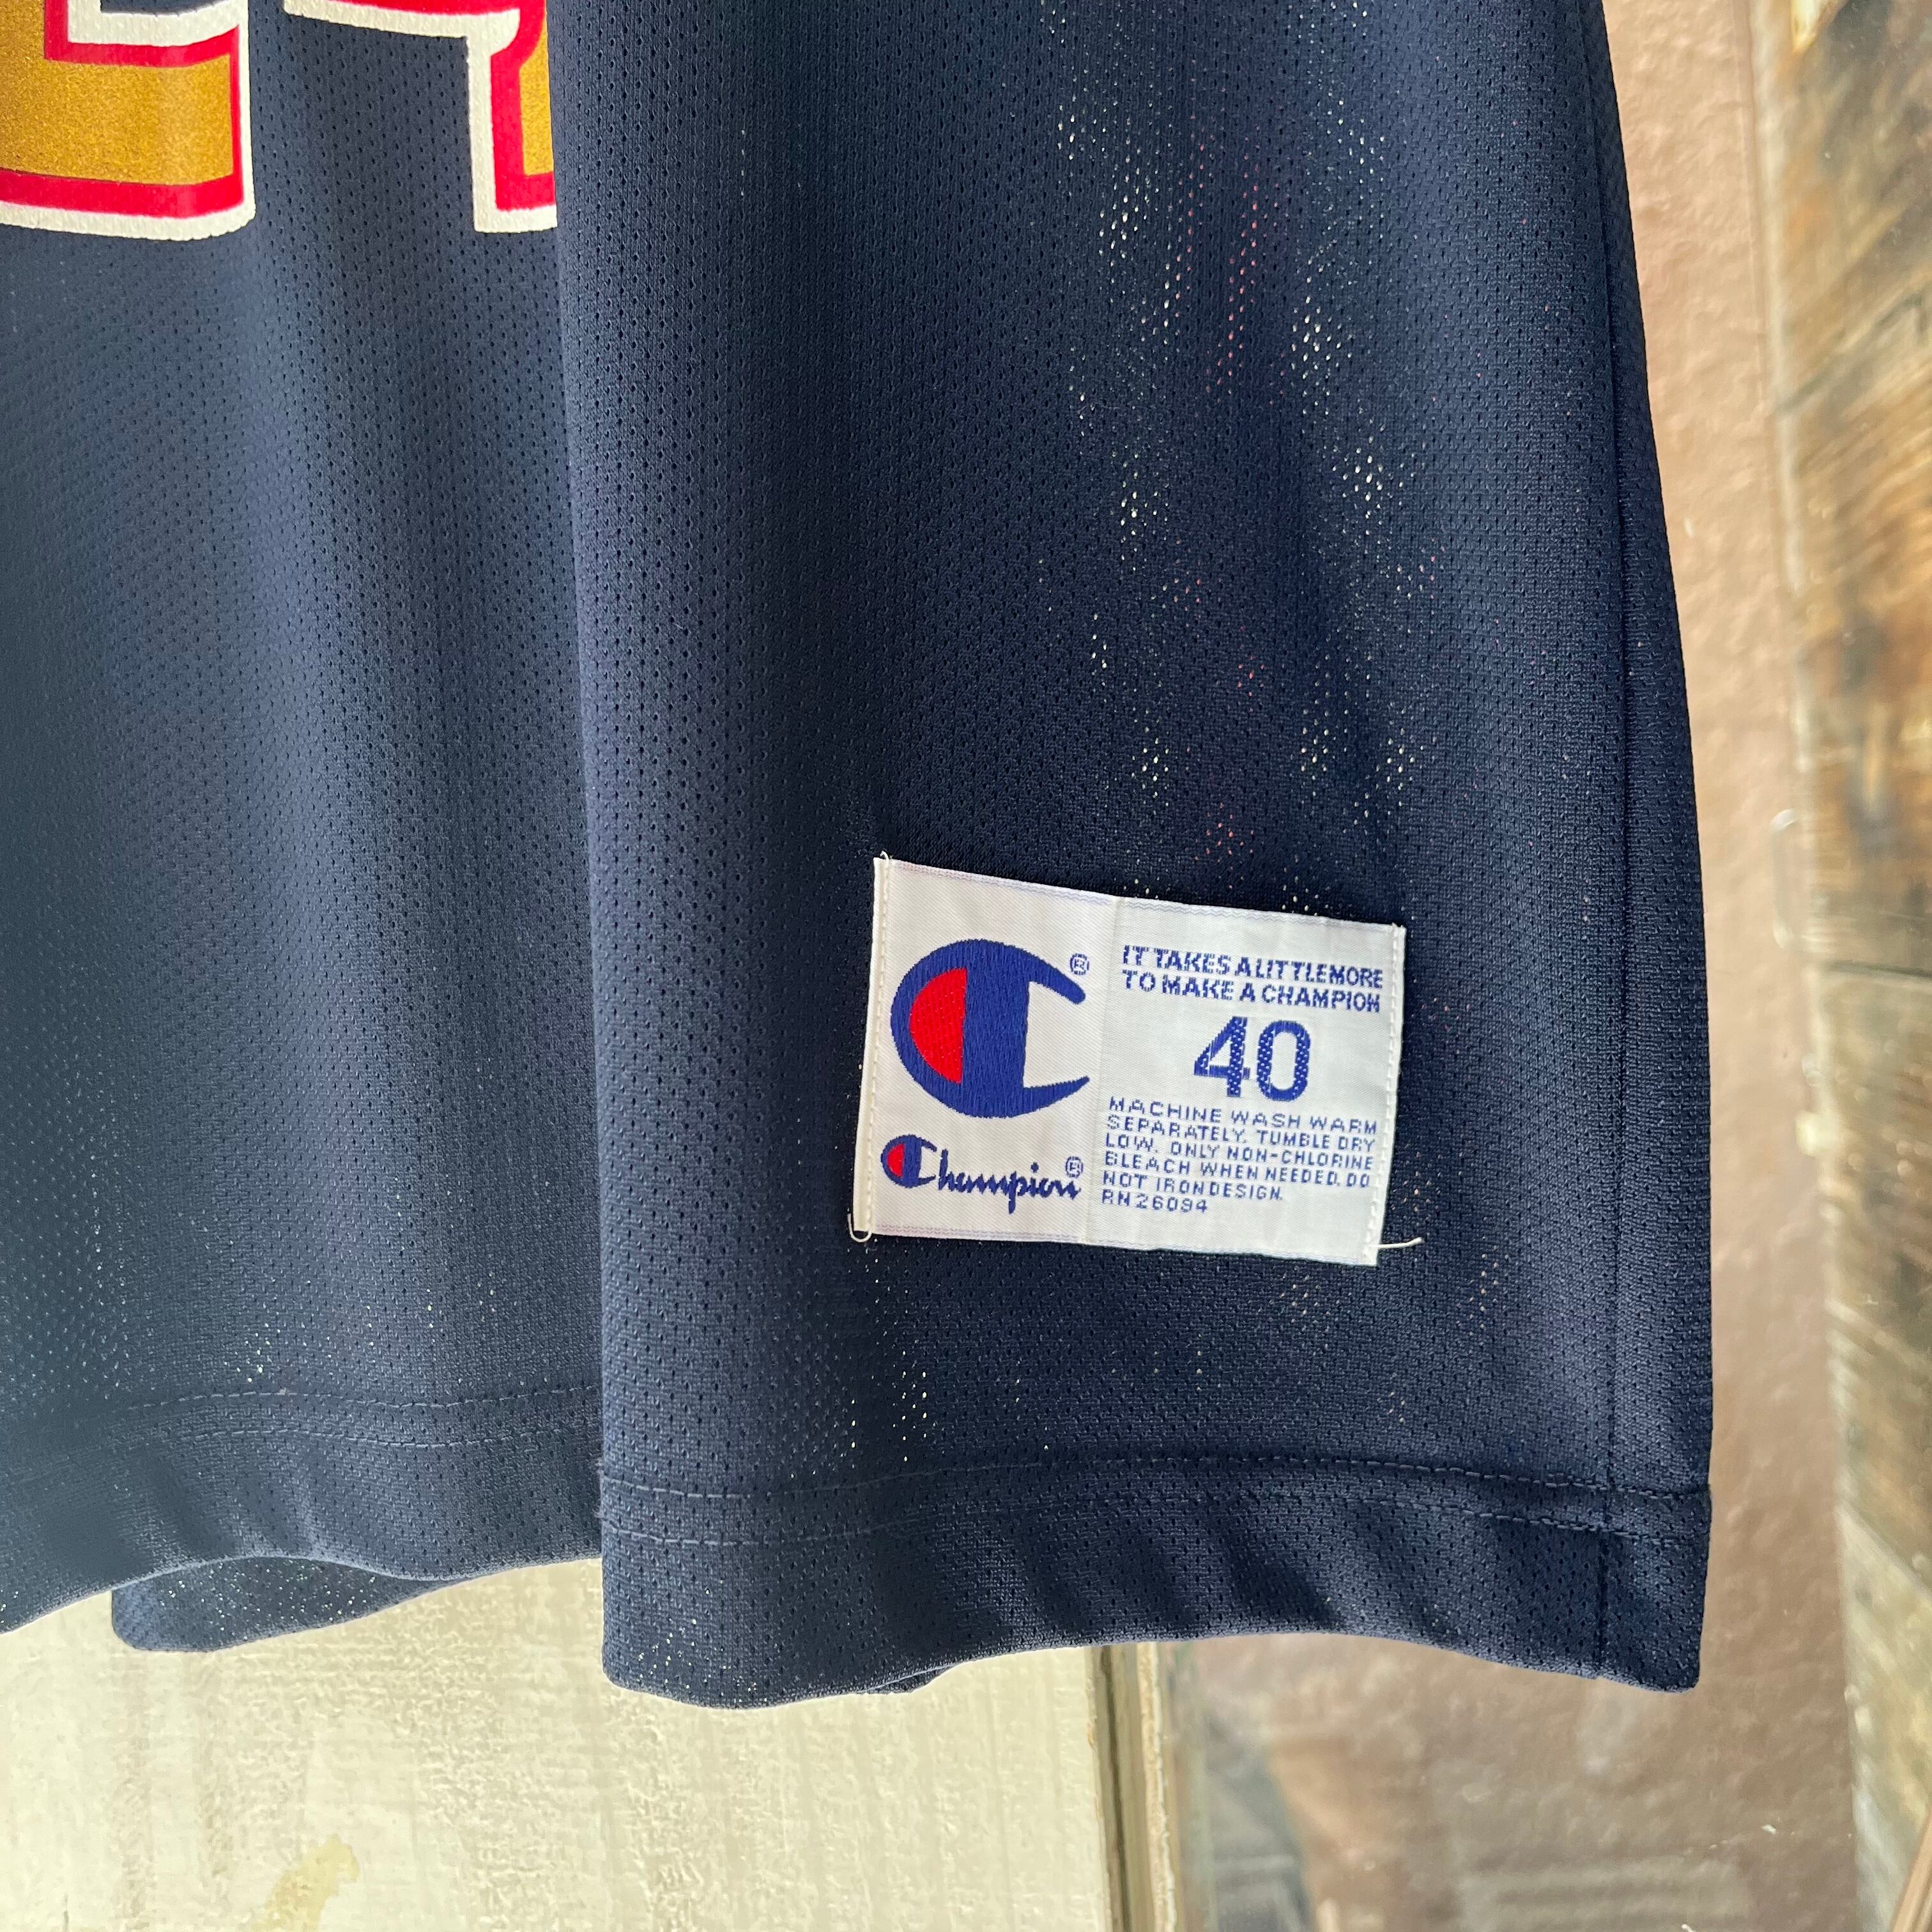 IT TAKES A LITTLE MORE
TO MAKE A CHAMPION
40
MACHINE WASH WARM
SEPARATELY. TUMBLE DRY
LOW. ONLY NON-CHLORINE
BLEACH WHEN NEEDED. DO
NOT IRON DESIGN.
RN26094
Champion®